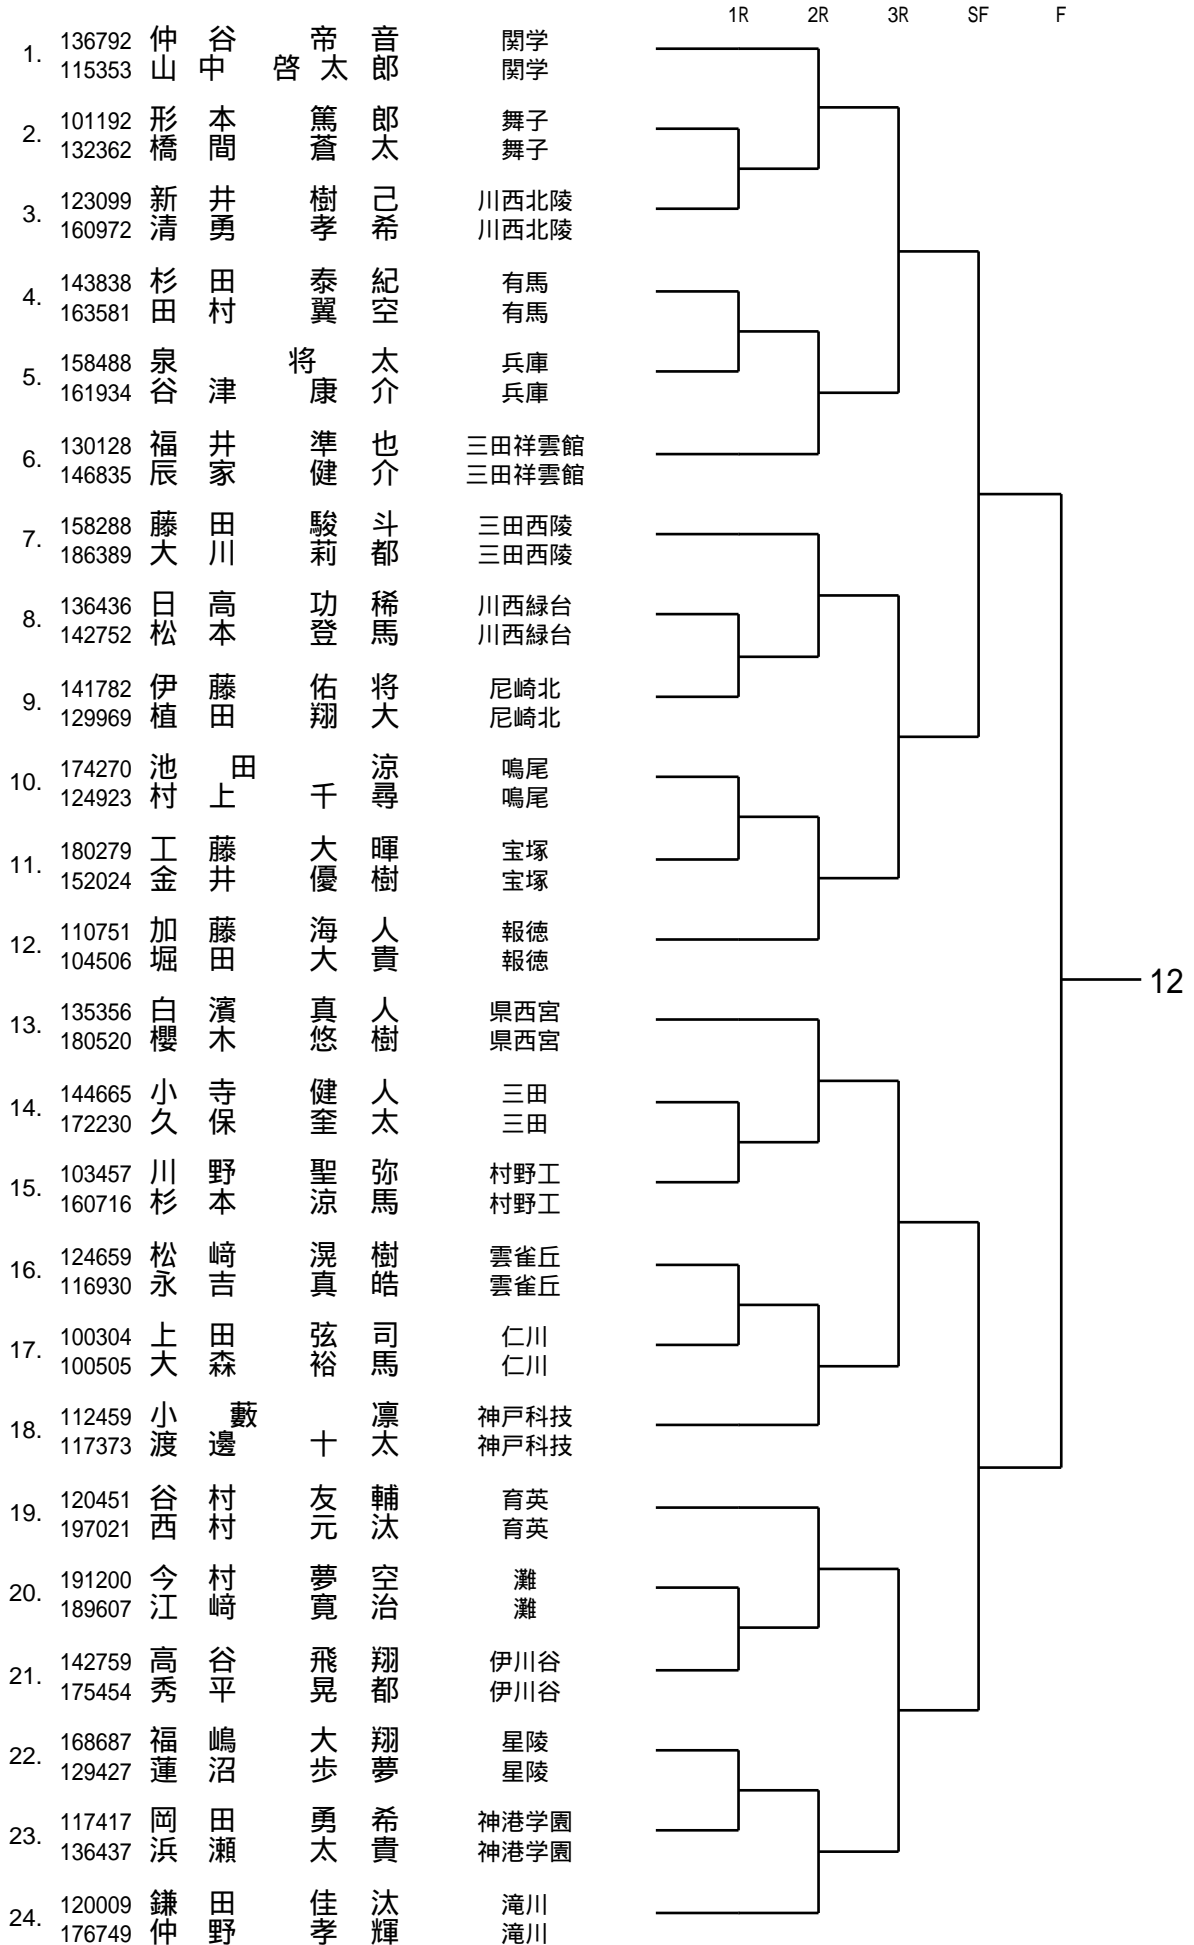 1R 2R 3R SF F
1. 136792 仲谷 帝音 関学
115353 山中 啓太郎 関学
2. 101192 形本 篤郎 舞子
132362 橋間 蒼太 舞子
3. 123099 新井 樹己 川西北陵
160972 清勇 孝希 川西北陵
4. 143838 杉田 泰紀 有馬
163581 田村 翼空 有馬
5. 158488 泉 将太 兵庫
161934 谷津 康介 兵庫
6. 130128 福井 準也 三田祥雲館
146835 辰家 健介 三田祥雲館
7. 158288 藤田 駿斗 三田西陵
186389 大川 莉都 三田西陵
8. 136436 日高 功稀 川西緑台
142752 松本 登馬 川西緑台
9. 141782 伊藤 佑将 尼崎北
129969 植田 翔大 尼崎北
10. 174270 池田 涼 鳴尾
124923 村上 千尋 鳴尾
11. 180279 工藤 大暉 宝塚
152024 金井 優樹 宝塚
12. 110751 加藤 海人 報徳
104506 堀田 大貴 報徳
12
13. 135356 白濱 真人 県西宮
180520 櫻木 悠樹 県西宮
14. 144665 小寺 健人 三田
172230 久保 奎太 三田
15. 103457 川野 聖弥 村野工
160716 杉本 涼馬 村野工
16. 124659 松﨑 滉樹 雲雀丘
116930 永吉 真皓 雲雀丘
17. 100304 上田 弦司 仁川
100505 大森 裕馬 仁川
18. 112459 小藪 凛 神戸科技
117373 渡邊 十太 神戸科技
19. 120451 谷村 友輔 育英
197021 西村 元汰 育英
20. 191200 今村 夢空 灘
189607 江﨑 寛治 灘
21. 142759 高谷 飛翔 伊川谷
175454 秀平 晃都 伊川谷
22. 168687 福嶋 大翔 星陵
129427 蓮沼 歩夢 星陵
23. 117417 岡田 勇希 神港学園
136437 浜瀬 太貴 神港学園
24. 120009 鎌田 佳汰 滝川
176749 仲野 孝輝 滝川